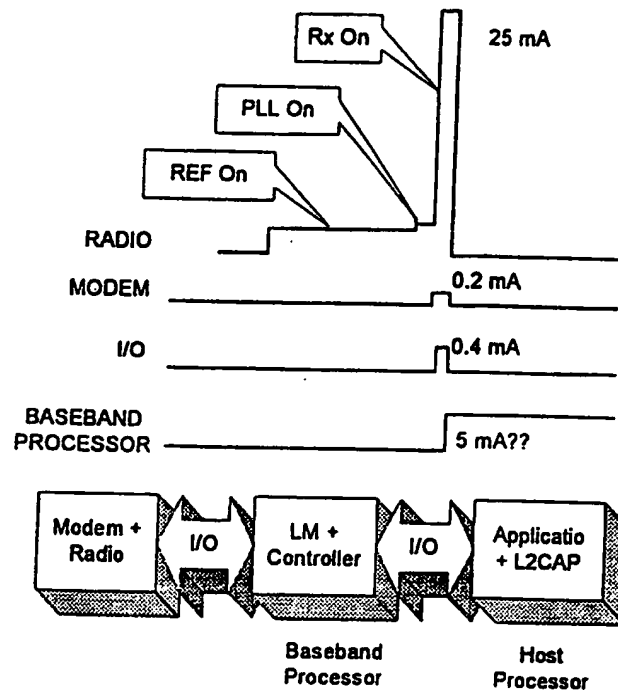 Rx On
25 mA
PLL On
REF On
RADIO
MODEM
0.2 mA
I/O
0.4 mA
BASEBAND
PROCESSOR
5 mA??
Modem +
Radio
I/O
LM +
Controller
I/O
Applicatio
+ L2CAP
Baseband
Processor
Host
Processor